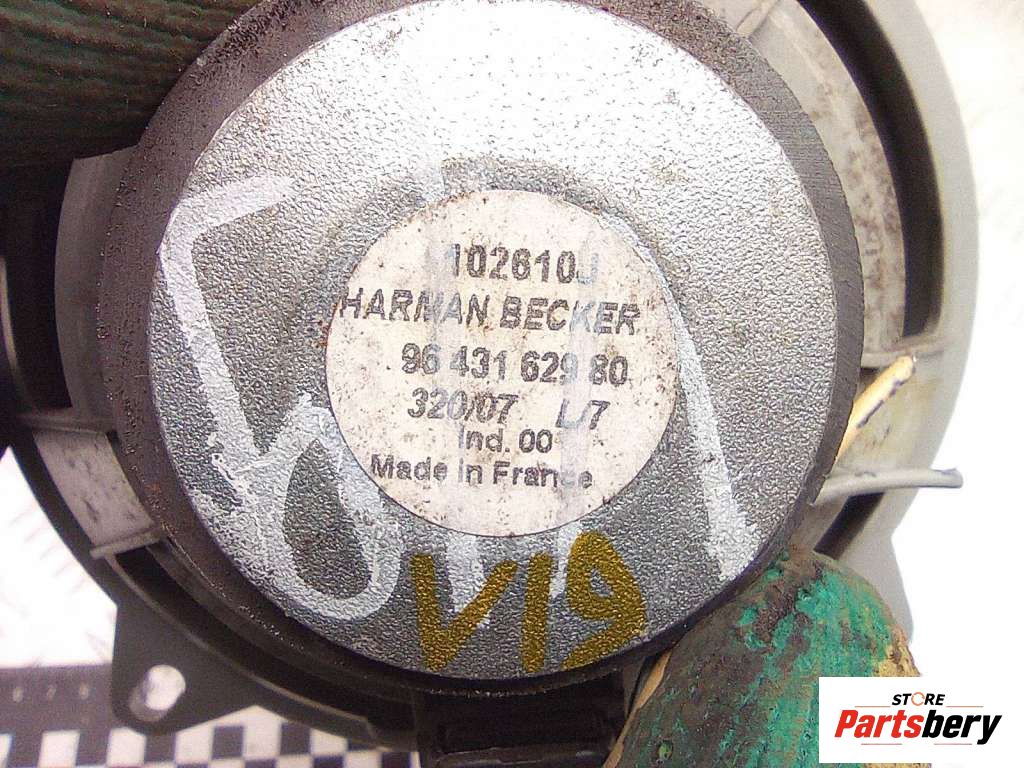 102610J
HARMAN BECKER
96 431 629 80
320/07 L/7
Ind. 00
Made in France
V19
STORE
Partsbery